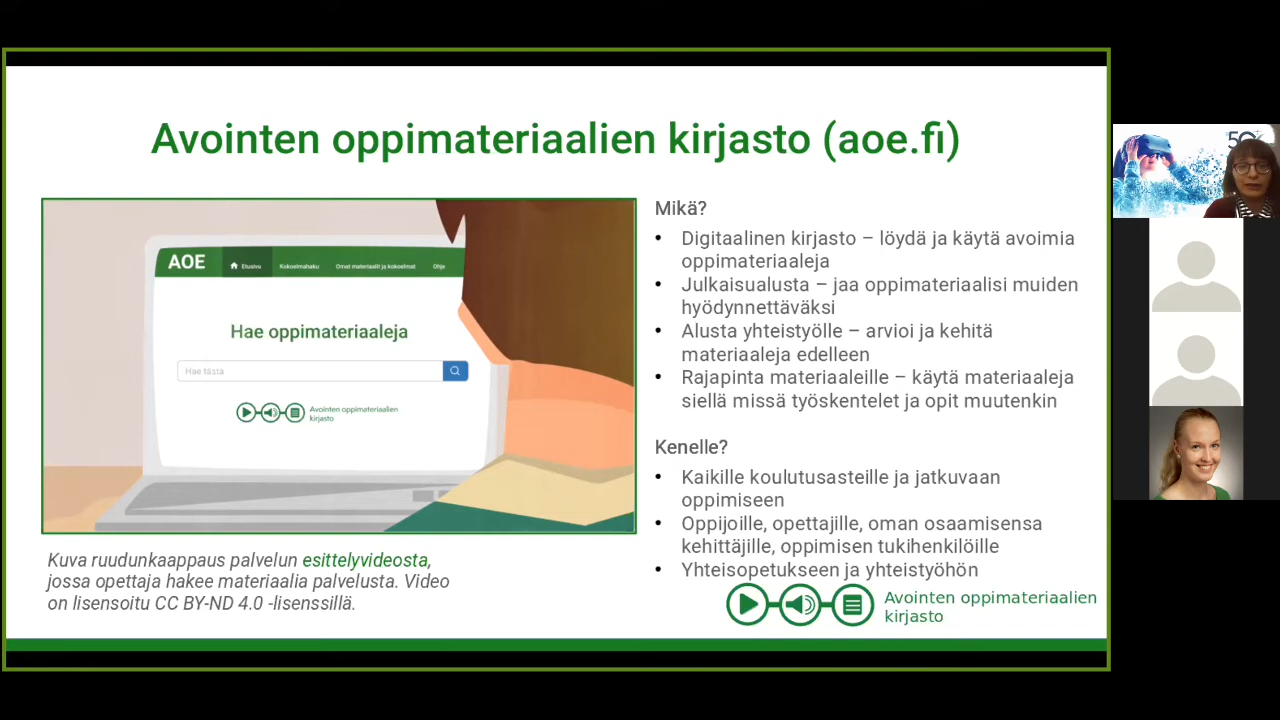 Avointen oppimateriaalien kirjasto (aoe.fi)
AOE
Etusivu
Kokoelmahaku
Omat materiaalit ja kokoelmat
Ohje
Hae oppimateriaaleja
Hae tästä
Avointen oppimateriaalien
kirjasto
Kuva ruudunkaappaus palvelun esittelyvideosta,
jossa opettaja hakee materiaalia palvelusta. Video
on lisensoitu CC BY-ND 4.0 -lisenssillä.
Mikä?
• Digitaalinen kirjasto – löydä ja käytä avoimia
oppimateriaaleja
• Julkaisualusta – jaa oppimateriaalisi muiden
hyödynnettäväksi
• Alusta yhteistyölle – arvioi ja kehitä
materiaaleja edelleen
• Rajapinta materiaaleille – käytä materiaaleja
siellä missä työskentelet ja opit muutenkin
Kenelle?
• Kaikille koulutusasteille ja jatkuvaan
oppimiseen
• Oppijoille, opettajille, oman osaamisensa
kehittäjille, oppimisen tukihenkilöille
• Yhteisopetukseen ja yhteistyöhön
Avointen oppimateriaalien
kirjasto